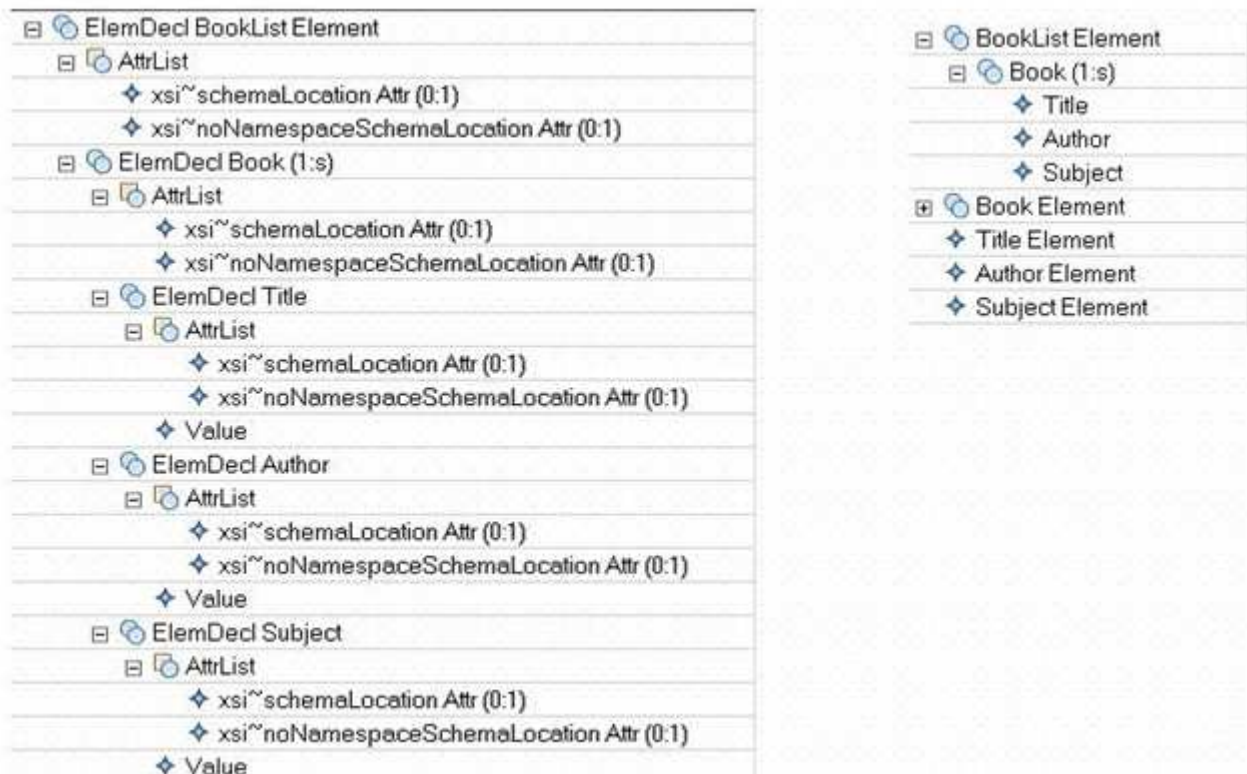 ElemDecl BookList Element
AttrList
xsi~schemaLocation Attr (0:1)
xsi~noNamespaceSchemaLocation Attr (0:1)
ElemDecl Book (1:s)
AttrList
xsi~schemaLocation Attr (0:1)
xsi~noNamespaceSchemaLocation Attr (0:1)
ElemDecl Title
AttrList
xsi~schemaLocation Attr (0:1)
xsi~noNamespaceSchemaLocation Attr (0:1)
Value
ElemDecl Author
AttrList
xsi~schemaLocation Attr (0:1)
xsi~noNamespaceSchemaLocation Attr (0:1)
Value
ElemDecl Subject
AttrList
xsi~schemaLocation Attr (0:1)
xsi~noNamespaceSchemaLocation Attr (0:1)
Value
BookList Element
Book (1:s)
Title
Author
Subject
Book Element
Title Element
Author Element
Subject Element